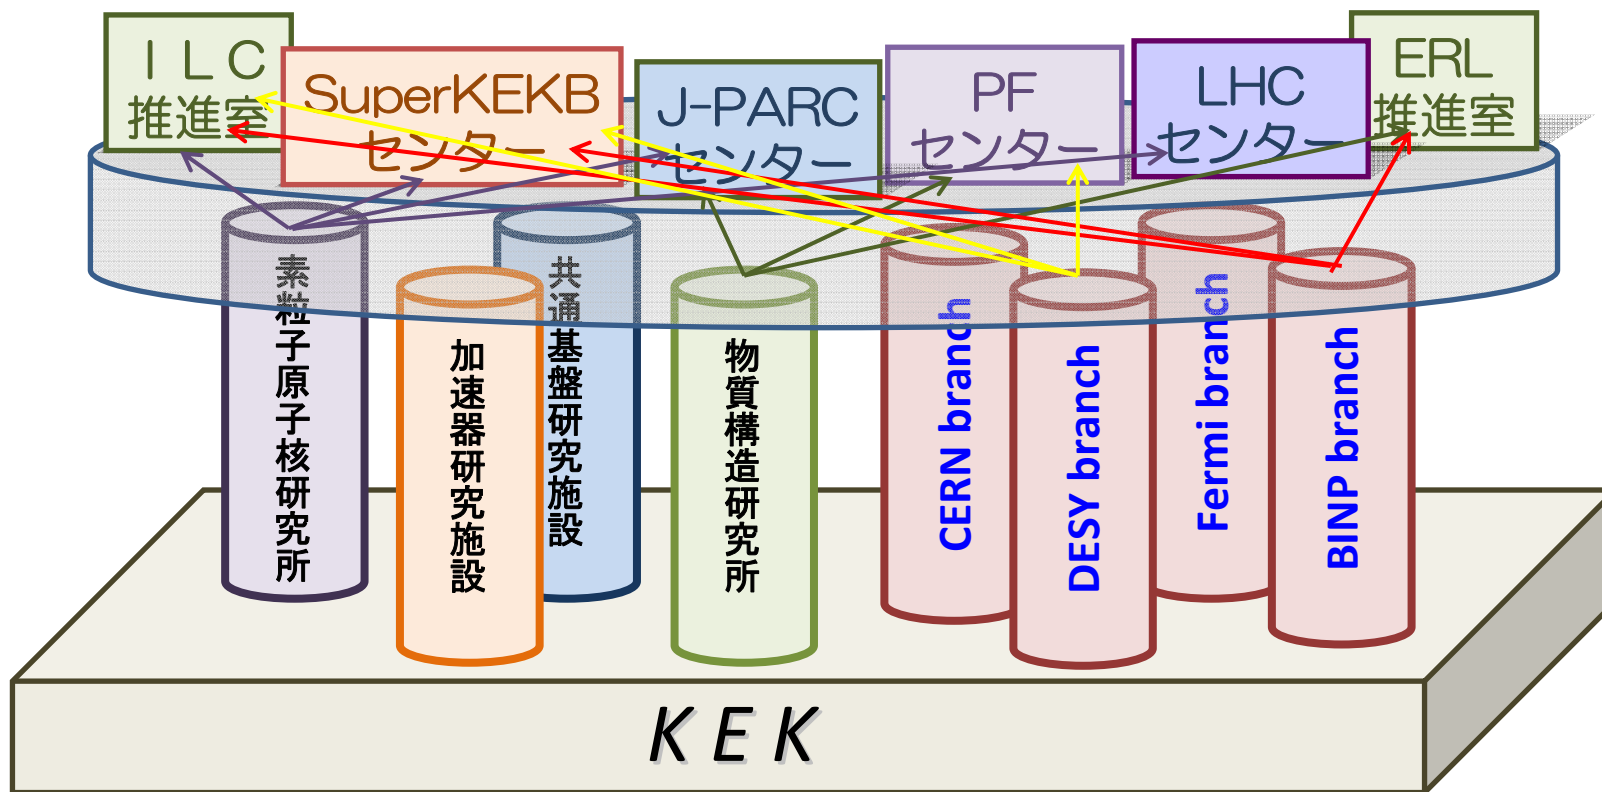 ＩＬＣ
推進室
SuperKEKB
センター
J-PARC
センター
PF
センター
LHC
センター
ERL
推進室
素粒子原子核研究所
加速器研究施設
共通基盤研究施設
物質構造研究所
CERN branch
DESY branch
Fermi branch
BINP branch
KEK